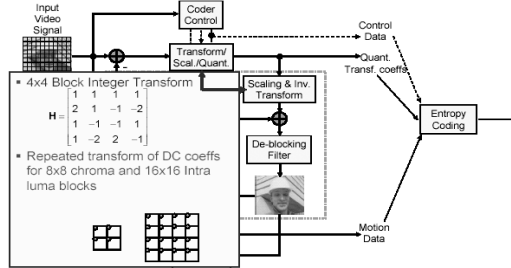 Input
Video
Signal
Coder
Control
Control
Data
Transform/
Scal./Quant.
-
Quant.
Transf. coeffs
▪ 4x4 Block Integer Transform
H = [1 1 1 1
2 1 -1 -2
1 -1 -1 1
1 -2 2 -1]
▪ Repeated transform of DC coeffs
for 8x8 chroma and 16x16 Intra
luma blocks
Scaling & Inv.
Transform
Entropy
Coding
De-blocking
Filter
Motion
Data